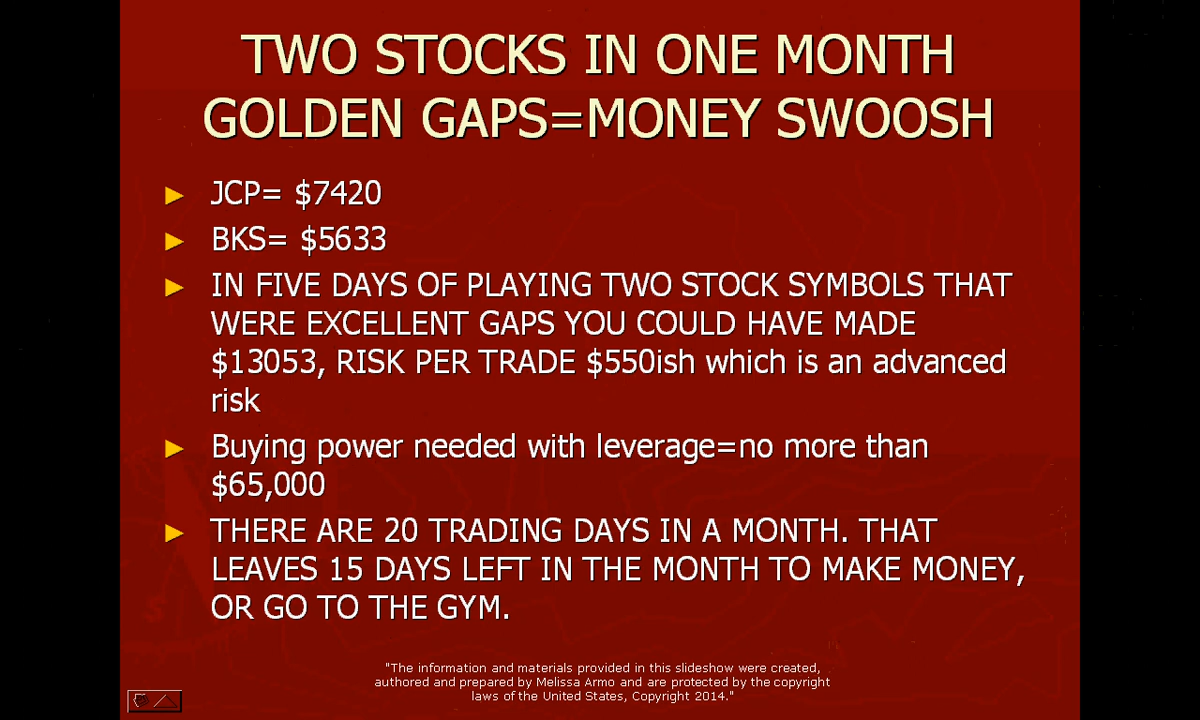 TWO STOCKS IN ONE MONTH
GOLDEN GAPS=MONEY SWOOSH
► JCP= $7420
► BKS= $5633
► IN FIVE DAYS OF PLAYING TWO STOCK SYMBOLS THAT
WERE EXCELLENT GAPS YOU COULD HAVE MADE
$13053, RISK PER TRADE $550ish which is an advanced
risk
► Buying power needed with leverage=no more than
$65,000
► THERE ARE 20 TRADING DAYS IN A MONTH. THAT
LEAVES 15 DAYS LEFT IN THE MONTH TO MAKE MONEY,
OR GO TO THE GYM.
"The information and materials provided in this slideshow were created,
authored and prepared by Melissa Armo and are protected by the copyright
laws of the United States, Copyright 2014."